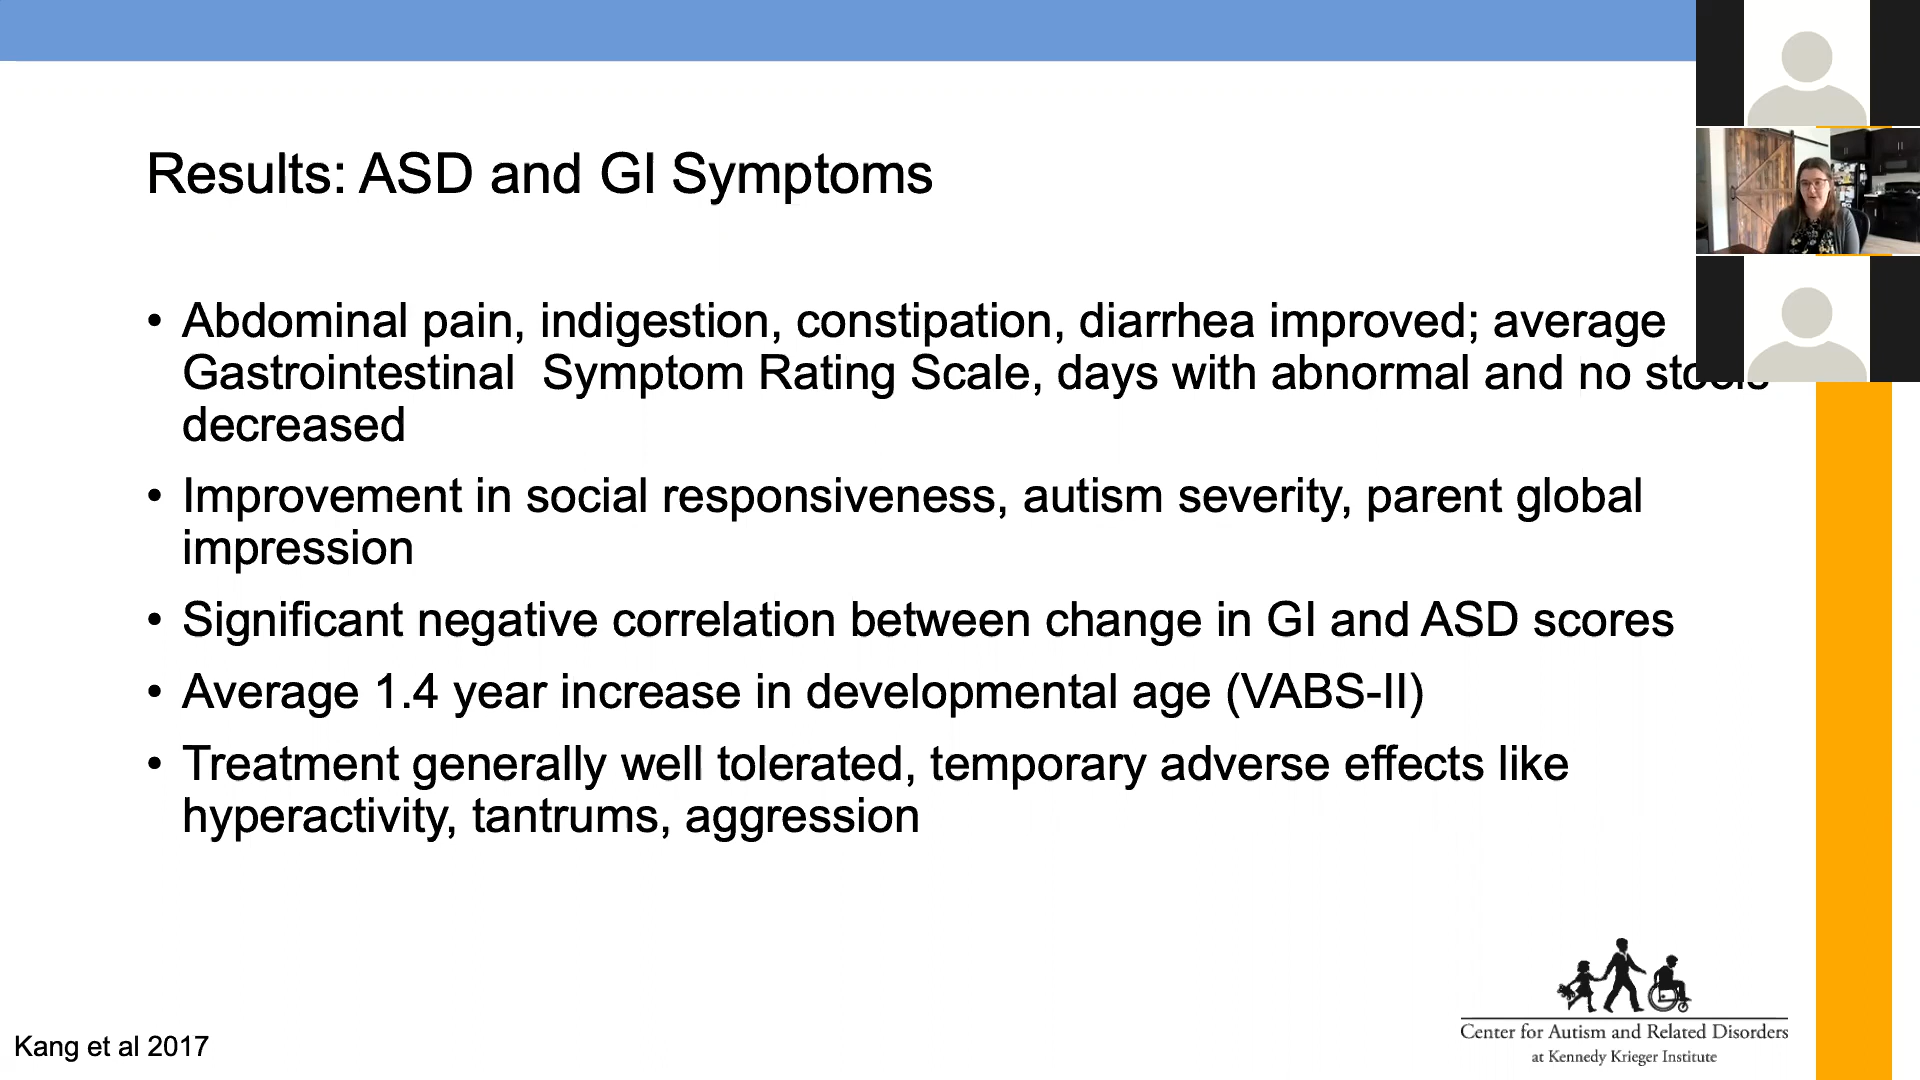 Results: ASD and GI Symptoms
• Abdominal pain, indigestion, constipation, diarrhea improved; average
Gastrointestinal  Symptom Rating Scale, days with abnormal and no stools
decreased
• Improvement in social responsiveness, autism severity, parent global
impression
• Significant negative correlation between change in GI and ASD scores
• Average 1.4 year increase in developmental age (VABS-II)
• Treatment generally well tolerated, temporary adverse effects like
hyperactivity, tantrums, aggression
Center for Autism and Related Disorders
at Kennedy Krieger Institute
Kang et al 2017